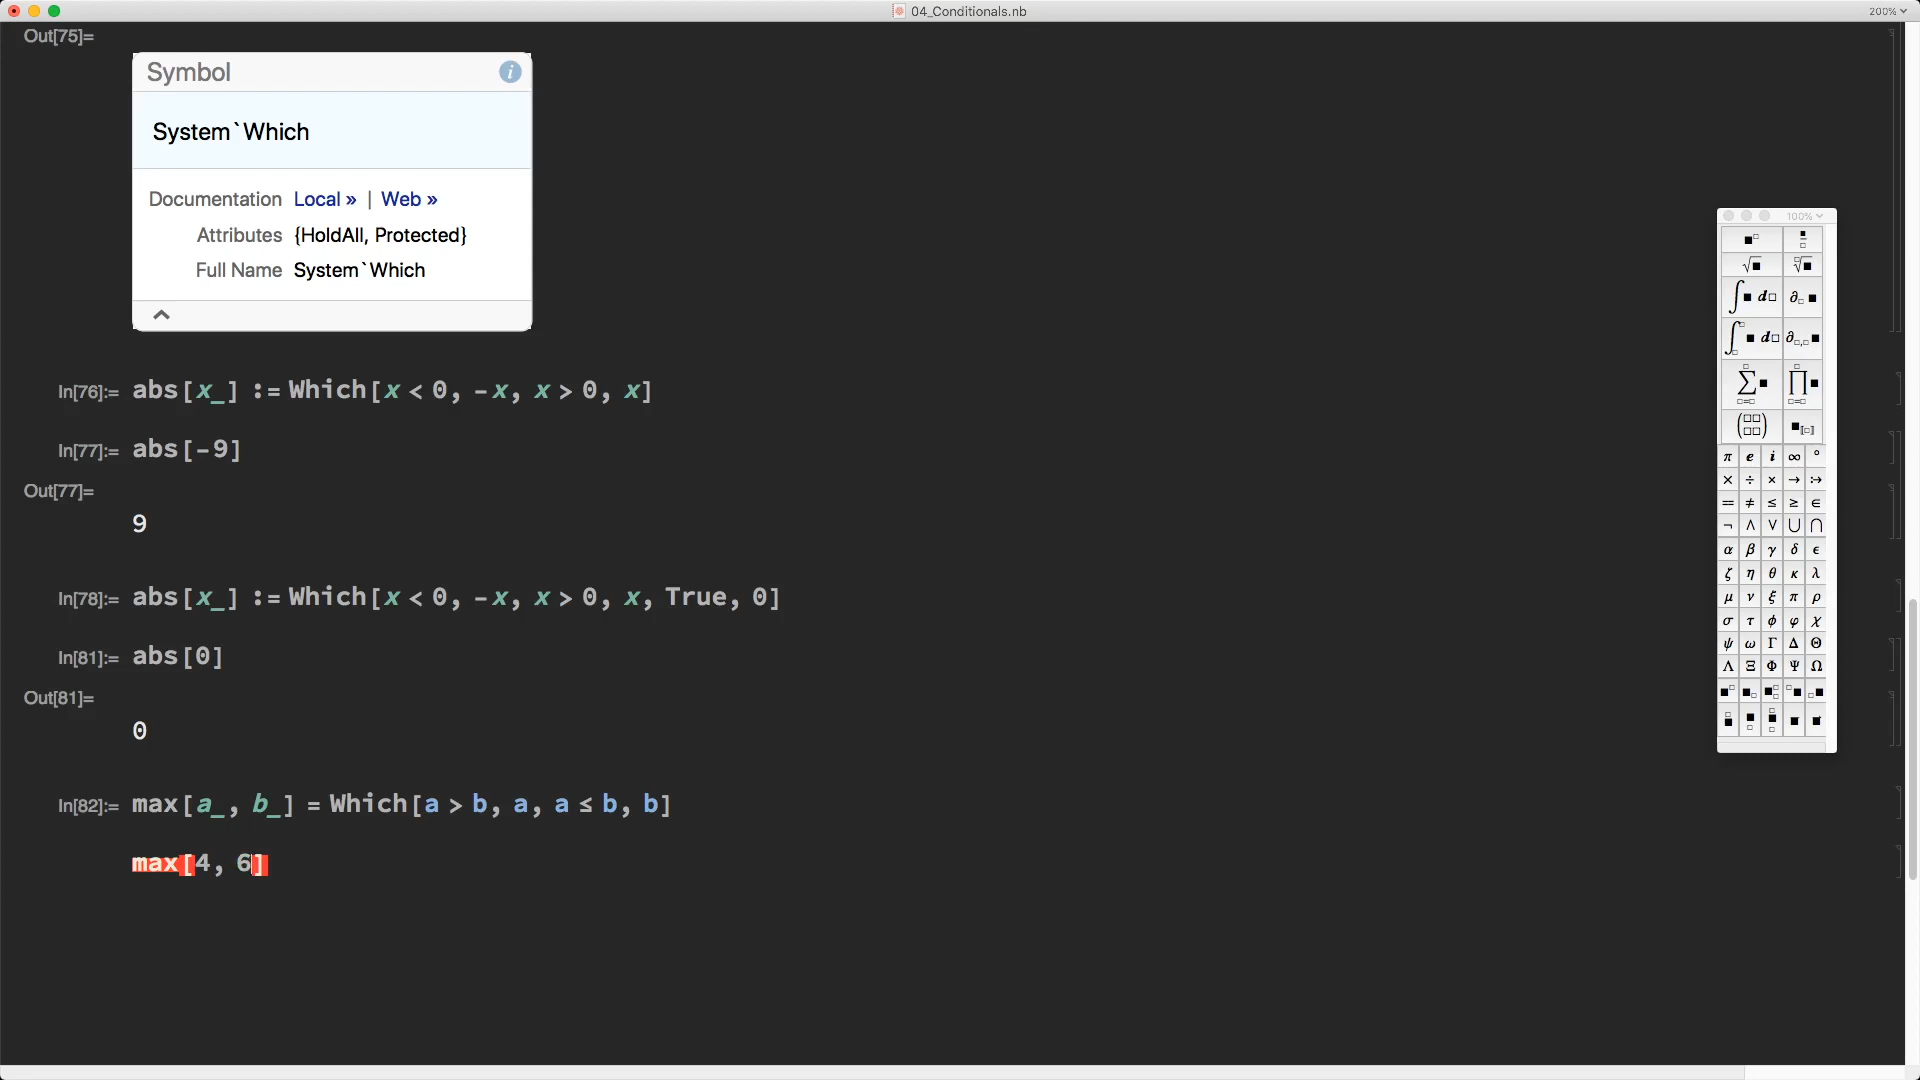 04_Conditionals.nb
200%
Out[75]=
Symbol
i
System`Which
Documentation Local » | Web »
Attributes {HoldAll, Protected}
Full Name System`Which
In[76]:= abs[x_] := Which[x < 0, -x, x > 0, x]
In[77]:= abs[-9]
Out[77]=
9
In[78]:= abs[x_] := Which[x < 0, -x, x > 0, x, True, 0]
In[81]:= abs[0]
Out[81]=
0
In[82]:= max[a_, b_] = Which[a > b, a, a ≤ b, b]
max[4, 6]
100%
■□ ■/□
√■ □√■
∫■ d□ ∂□ ■
∫■ d□ ∂□,□ ■
∑■ ∏■
(□□ □□) ■[[□]]
π e i ∞ °
× ÷ × → :→
== ≠ ≤ ≥ ∈
¬ ∧ ∨ ∪ ∩
α β γ δ ϵ
ζ η θ κ λ
μ ν ξ π ρ
σ τ ϕ φ χ
ψ ω Γ Δ Θ
Λ Ξ Φ Ψ Ω